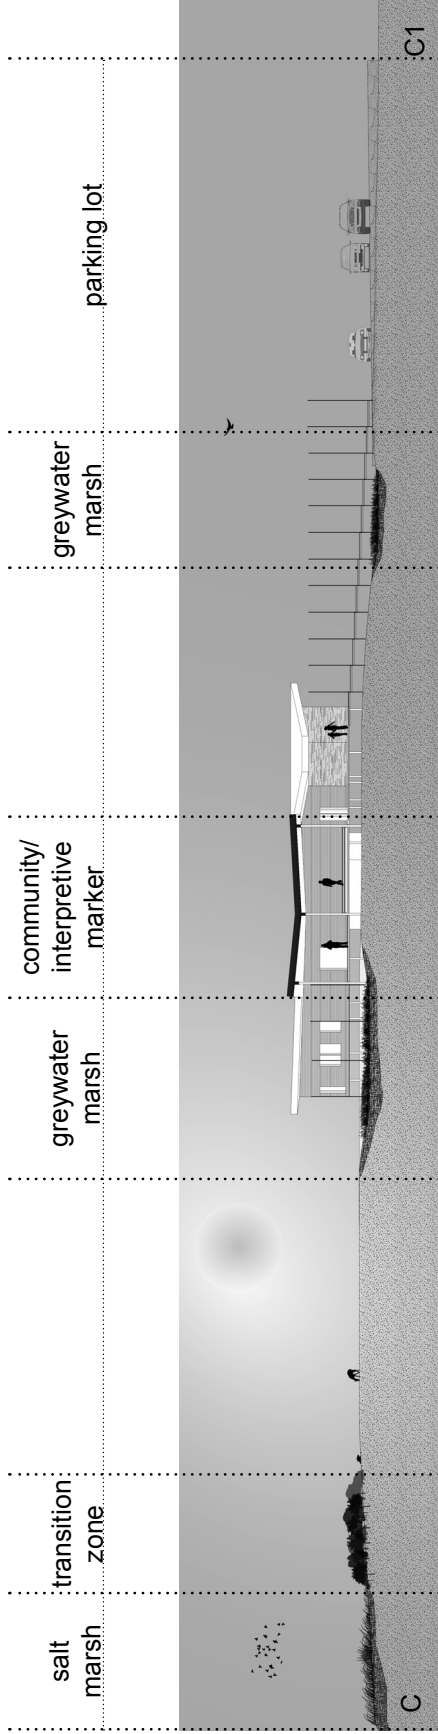 salt
marsh
transition
zone
greywater
marsh
community/
interpretive
marker
greywater
marsh
parking lot
C
C1